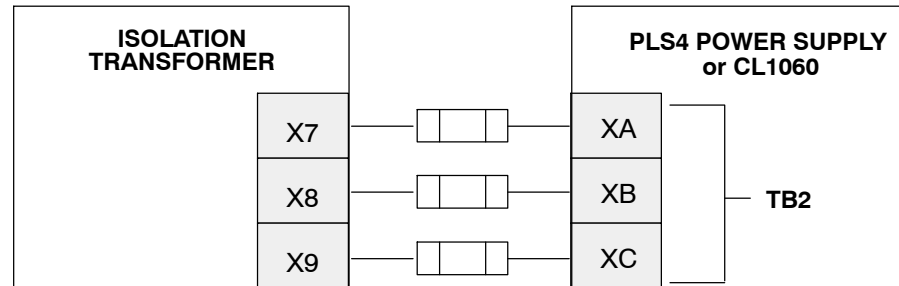 ISOLATION
TRANSFORMER
PLS4 POWER SUPPLY
or CL1060
X7
XA
X8
XB
TB2
X9
XC